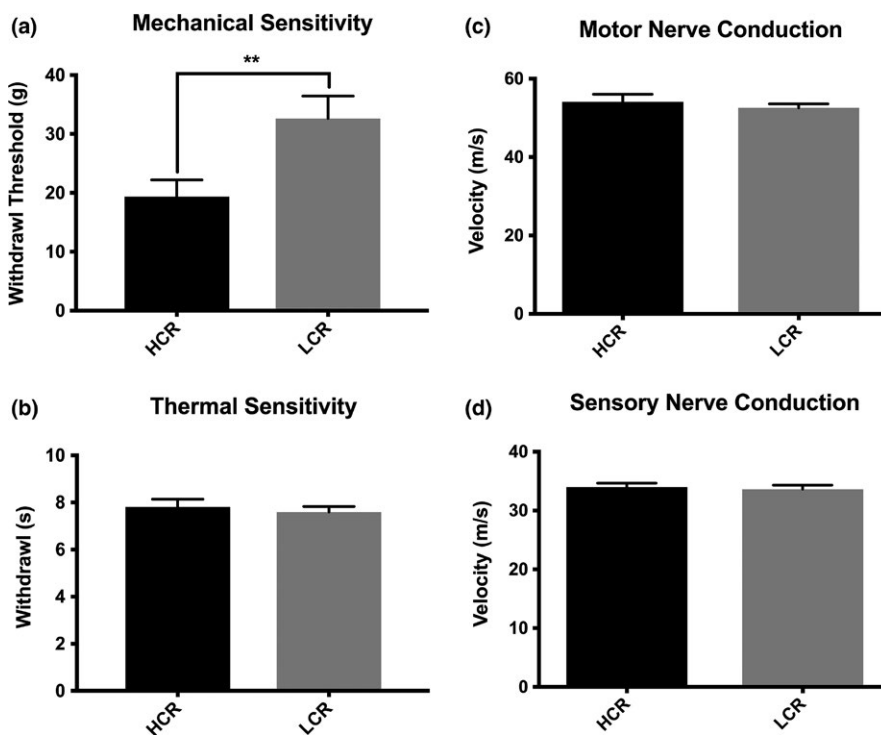 (a)
Mechanical Sensitivity
**
Withdrawl Threshold (g)
40
30
20
10
0
HCR
LCR
(b)
Thermal Sensitivity
Withdrawl (s)
10
8
6
4
2
0
HCR
LCR
(c)
Motor Nerve Conduction
Velocity (m/s)
60
40
20
0
HCR
LCR
(d)
Sensory Nerve Conduction
Velocity (m/s)
40
30
20
10
0
HCR
LCR